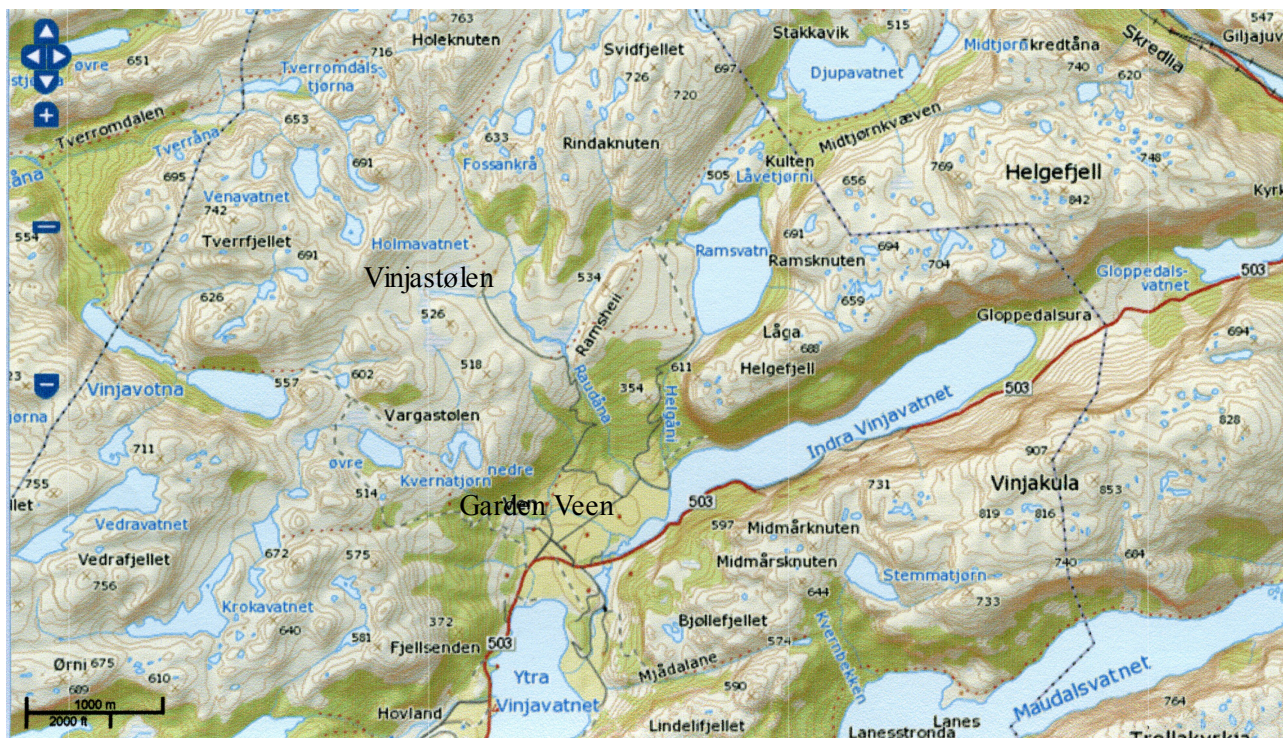 763
547
Holeknuten
Stakkavik
515
Giljajuv
øvre
651
716
Svidfjellet
697
Midtjørn
kredtåna
Skredlia
Tverromdals-
tjørna
726
Djupavatnet
740
620
720
Tverromdalen
653
633
Rindaknuten
Midtjørnkvæven
Tverråna
691
Fossankrå
Kulten
769
748
åna
695
505
Låvetjørni
656
Helgefjell
Venavatnet
842
742
Kyrk
554
Tverrfjellet
Holmavatnet
Ramsvatn
691
694
691
Ramsknuten
704
Gloppedals-
vatnet
503
Vinjastølen
534
626
659
526
Ramsheii
Gloppedalsura
Låga
688
694
518
611
Helgefjell
503
557
602
354
Vinjavotna
Raudåna
Helgåni
Indra Vinjavatnet
Vargastølen
828
711
907
øvre
nedre
755
514
Kvernatjørn
731
Vinjakula
853
Garden Veen
503
Vedravatnet
597
Midmårknuten
819
816
672
575
Vedrafjellet
Midmårsknuten
684
740
756
Stemmatjørn
644
733
Krokavatnet
372
Bjøllefjellet
640
581
Fjellsenden
503
574
Kvernbekken
Ørni
675
Mjådalane
610
Ytra
Vinjavatnet
590
Maudalsvatnet
689
1000 m
764
2000 ft
Hovland
Lindelifjellet
Lanes
Lanesstronda